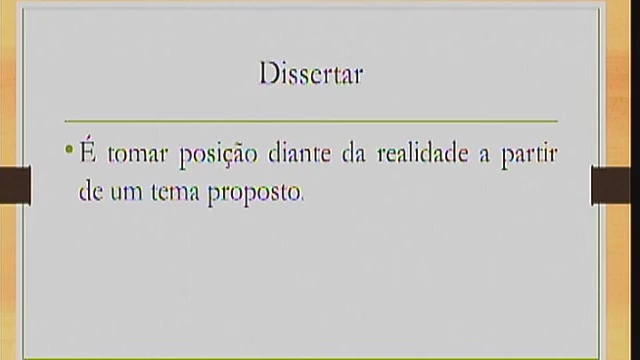 Dissertar
• É tomar posição diante da realidade a partir
de um tema proposto.